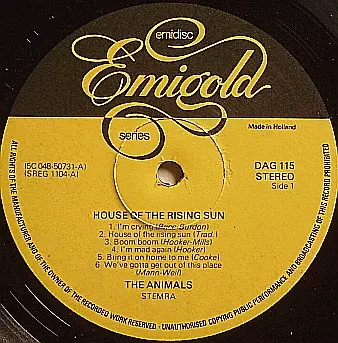 emidisc
Emigold
series
Made in Holland
(5C 048-50731-A)
(SREG 1104-A)
DAG 115
STEREO
Side 1
HOUSE OF THE RISING SUN
1. I'm crying (Price-Burdon)
2. House of the rising sun (Trad.)
3. Boom boom (Hooker-Mills)
4. I'm mad again (Hooker)
5. Bring it on home to me (Cooke)
6. We've gotta get out of this place
(Mann-Weil)
THE ANIMALS
STEMRA
ALL RIGHTS OF THE MANUFACTURER AND OF THE OWNER OF THE RECORDED WORK RESERVED - UNAUTHORISED COPYING PUBLIC PERFORMANCE AND BROADCASTING OF THIS RECORD PROHIBITED